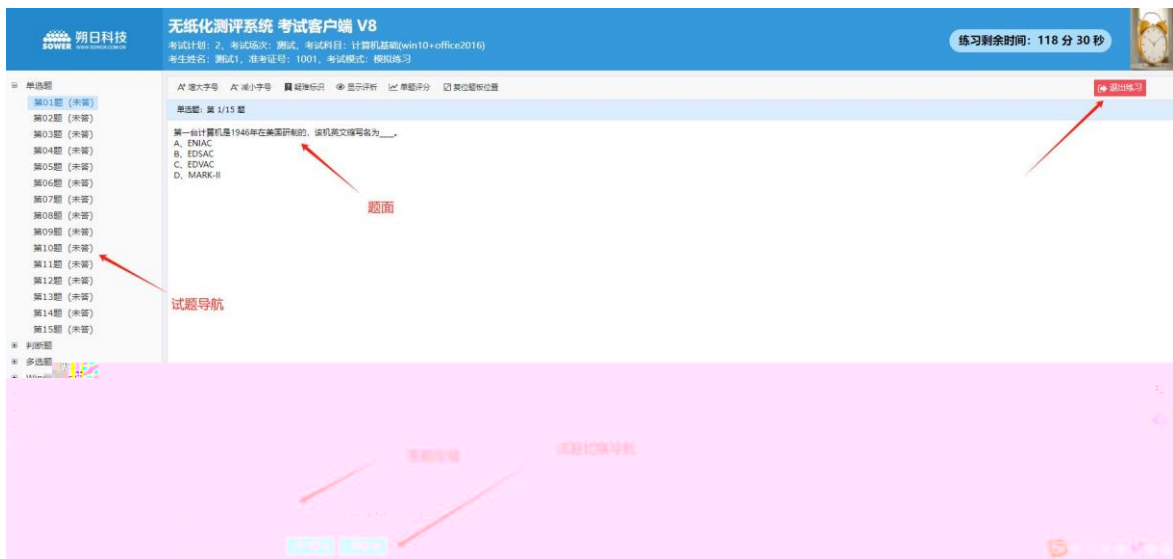 朔日科技
SOWER WWW.SOWER.COM.CN
无纸化测评系统 考试客户端 V8
考试计划: 2, 考试场次: 测试, 考试科目: 计算机基础(win10+office2016)
考生姓名: 测试1, 准考证号: 1001, 考试模式: 模拟练习
练习剩余时间: 118 分 30 秒
单选题
第01题 (未答)
第02题 (未答)
第03题 (未答)
第04题 (未答)
第05题 (未答)
第06题 (未答)
第07题 (未答)
第08题 (未答)
第09题 (未答)
第10题 (未答)
第11题 (未答)
第12题 (未答)
第13题 (未答)
第14题 (未答)
第15题 (未答)
判断题
多选题
增大字号 减小字号 疑难标识 显示评析 单题评分 复位题板位置
退出练习
单选题: 第 1/15 题
第一台计算机是1946年在美国研制的, 该机英文缩写名为___。
A、ENIAC
B、EDSAC
C、EDVAC
D、MARK-II
题面
试题导航